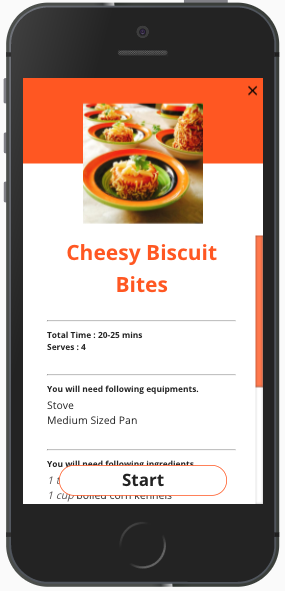 ×
Cheesy Biscuit
Bites
Total Time : 20-25 mins
Serves : 4
You will need following equipments.
Stove
Medium Sized Pan
You will need following ingredients
1
Start
1 cup boiled corn kernels